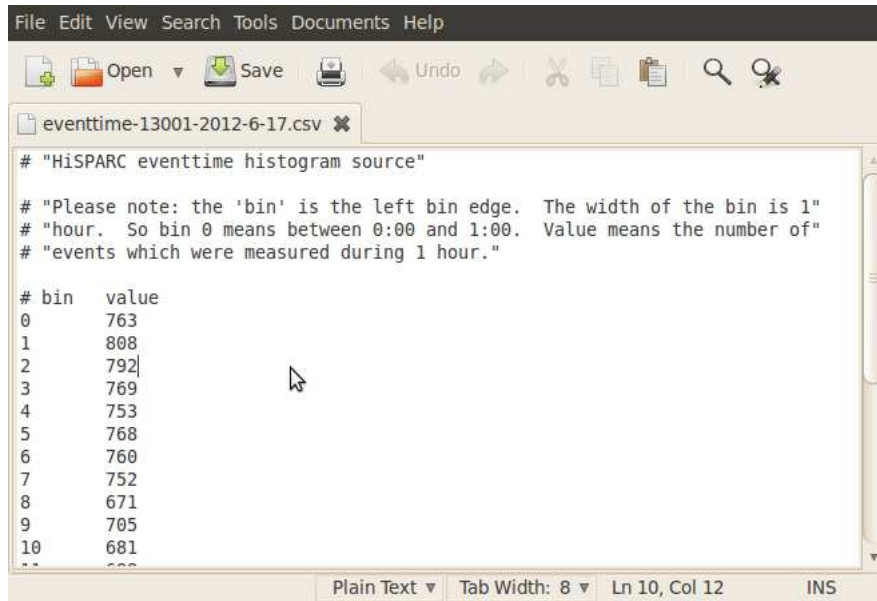 File Edit View Search Tools Documents Help
Open Save Undo
eventtime-13001-2012-6-17.csv
# "HiSPARC eventtime histogram source"
# "Please note: the 'bin' is the left bin edge.  The width of the bin is 1"
# "hour.  So bin 0 means between 0:00 and 1:00.  Value means the number of"
# "events which were measured during 1 hour."
# bin value
0 763
1 808
2 792
3 769
4 753
5 768
6 760
7 752
8 671
9 705
10 681
Plain Text Tab Width: 8 Ln 10, Col 12 INS